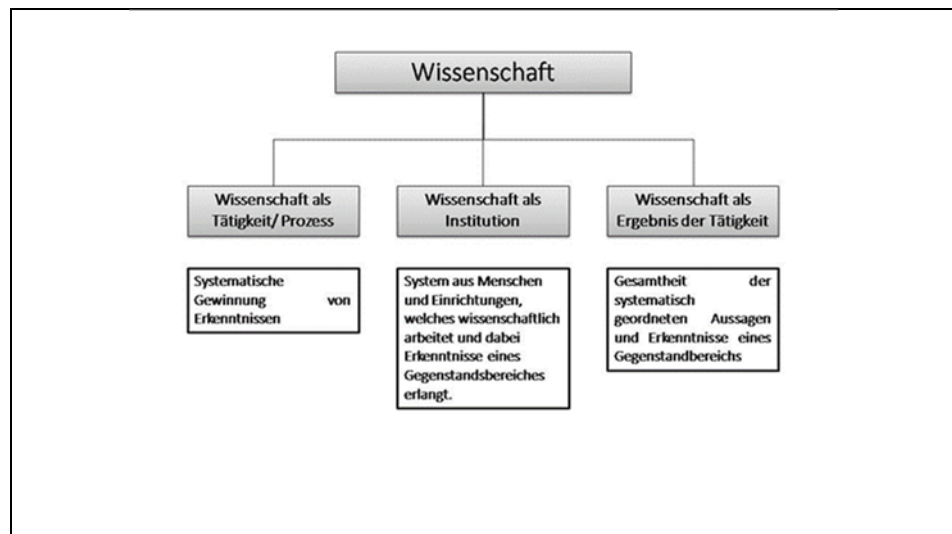 Wissenschaft
Wissenschaft als
Tätigkeit/ Prozess
Wissenschaft als
Institution
Wissenschaft als
Ergebnis der Tätigkeit
Systematische
Gewinnung von
Erkenntnissen
System aus Menschen
und Einrichtungen,
welches wissenschaftlich
arbeitet und dabei
Erkenntnisse eines
Gegenstandsbereiches
erlangt.
Gesamtheit der
systematisch
geordneten Aussagen
und Erkenntnisse eines
Gegenstandbereichs